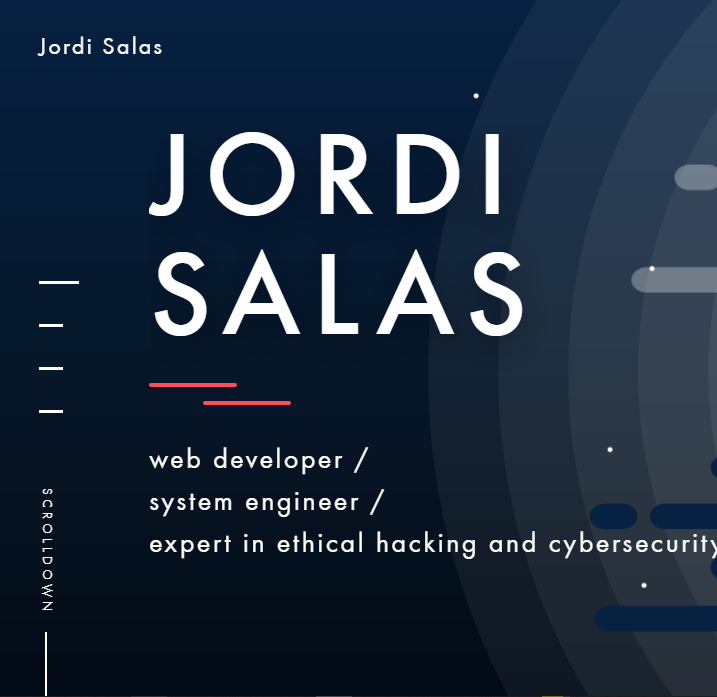 Jordi Salas
JORDI
SALAS
web developer /
system engineer /
expert in ethical hacking and cybersecurity
SCROLLDOWN